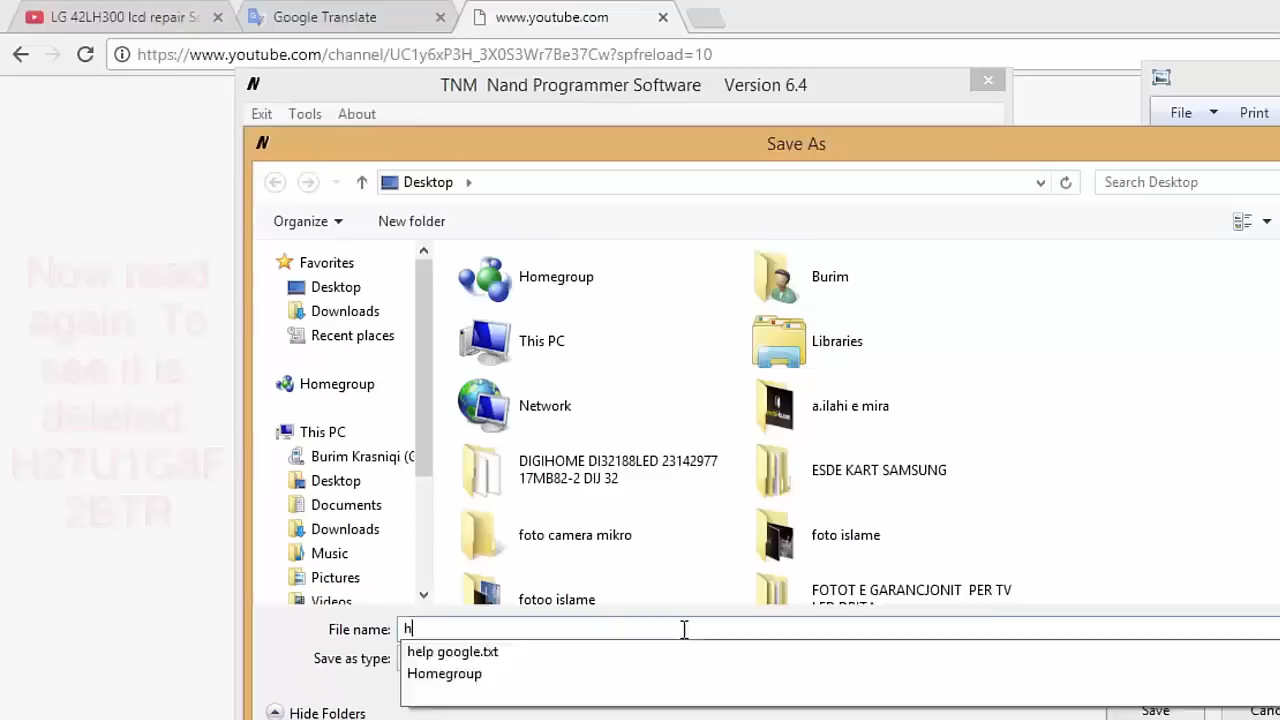 LG 42LH300 lcd repair Sc
Google Translate
www.youtube.com
https://www.youtube.com/channel/UC1y6xP3H_3X0S3Wr7Be37Cw?spfreload=10
TNM Nand Programmer Software Version 6.4
Exit Tools About
File Print
Save As
Desktop
Search Desktop
Organize New folder
Favorites
Desktop
Downloads
Recent places
Homegroup
This PC
Burim Krasniqi (C
Desktop
Documents
Downloads
Music
Pictures
Videos
Homegroup
Burim
This PC
Libraries
Network
a.ilahi e mira
DIGIHOME DI32188LED 23142977
17MB82-2 DIJ 32
ESDE KART SAMSUNG
foto camera mikro
foto islame
fotoo islame
FOTOT E GARANCJONIT PER TV
LED DRITA
Now read
again. To
see it is
deleted.
File name: h
help google.txt
Homegroup
Save as type:
Hide Folders
Save
Canc